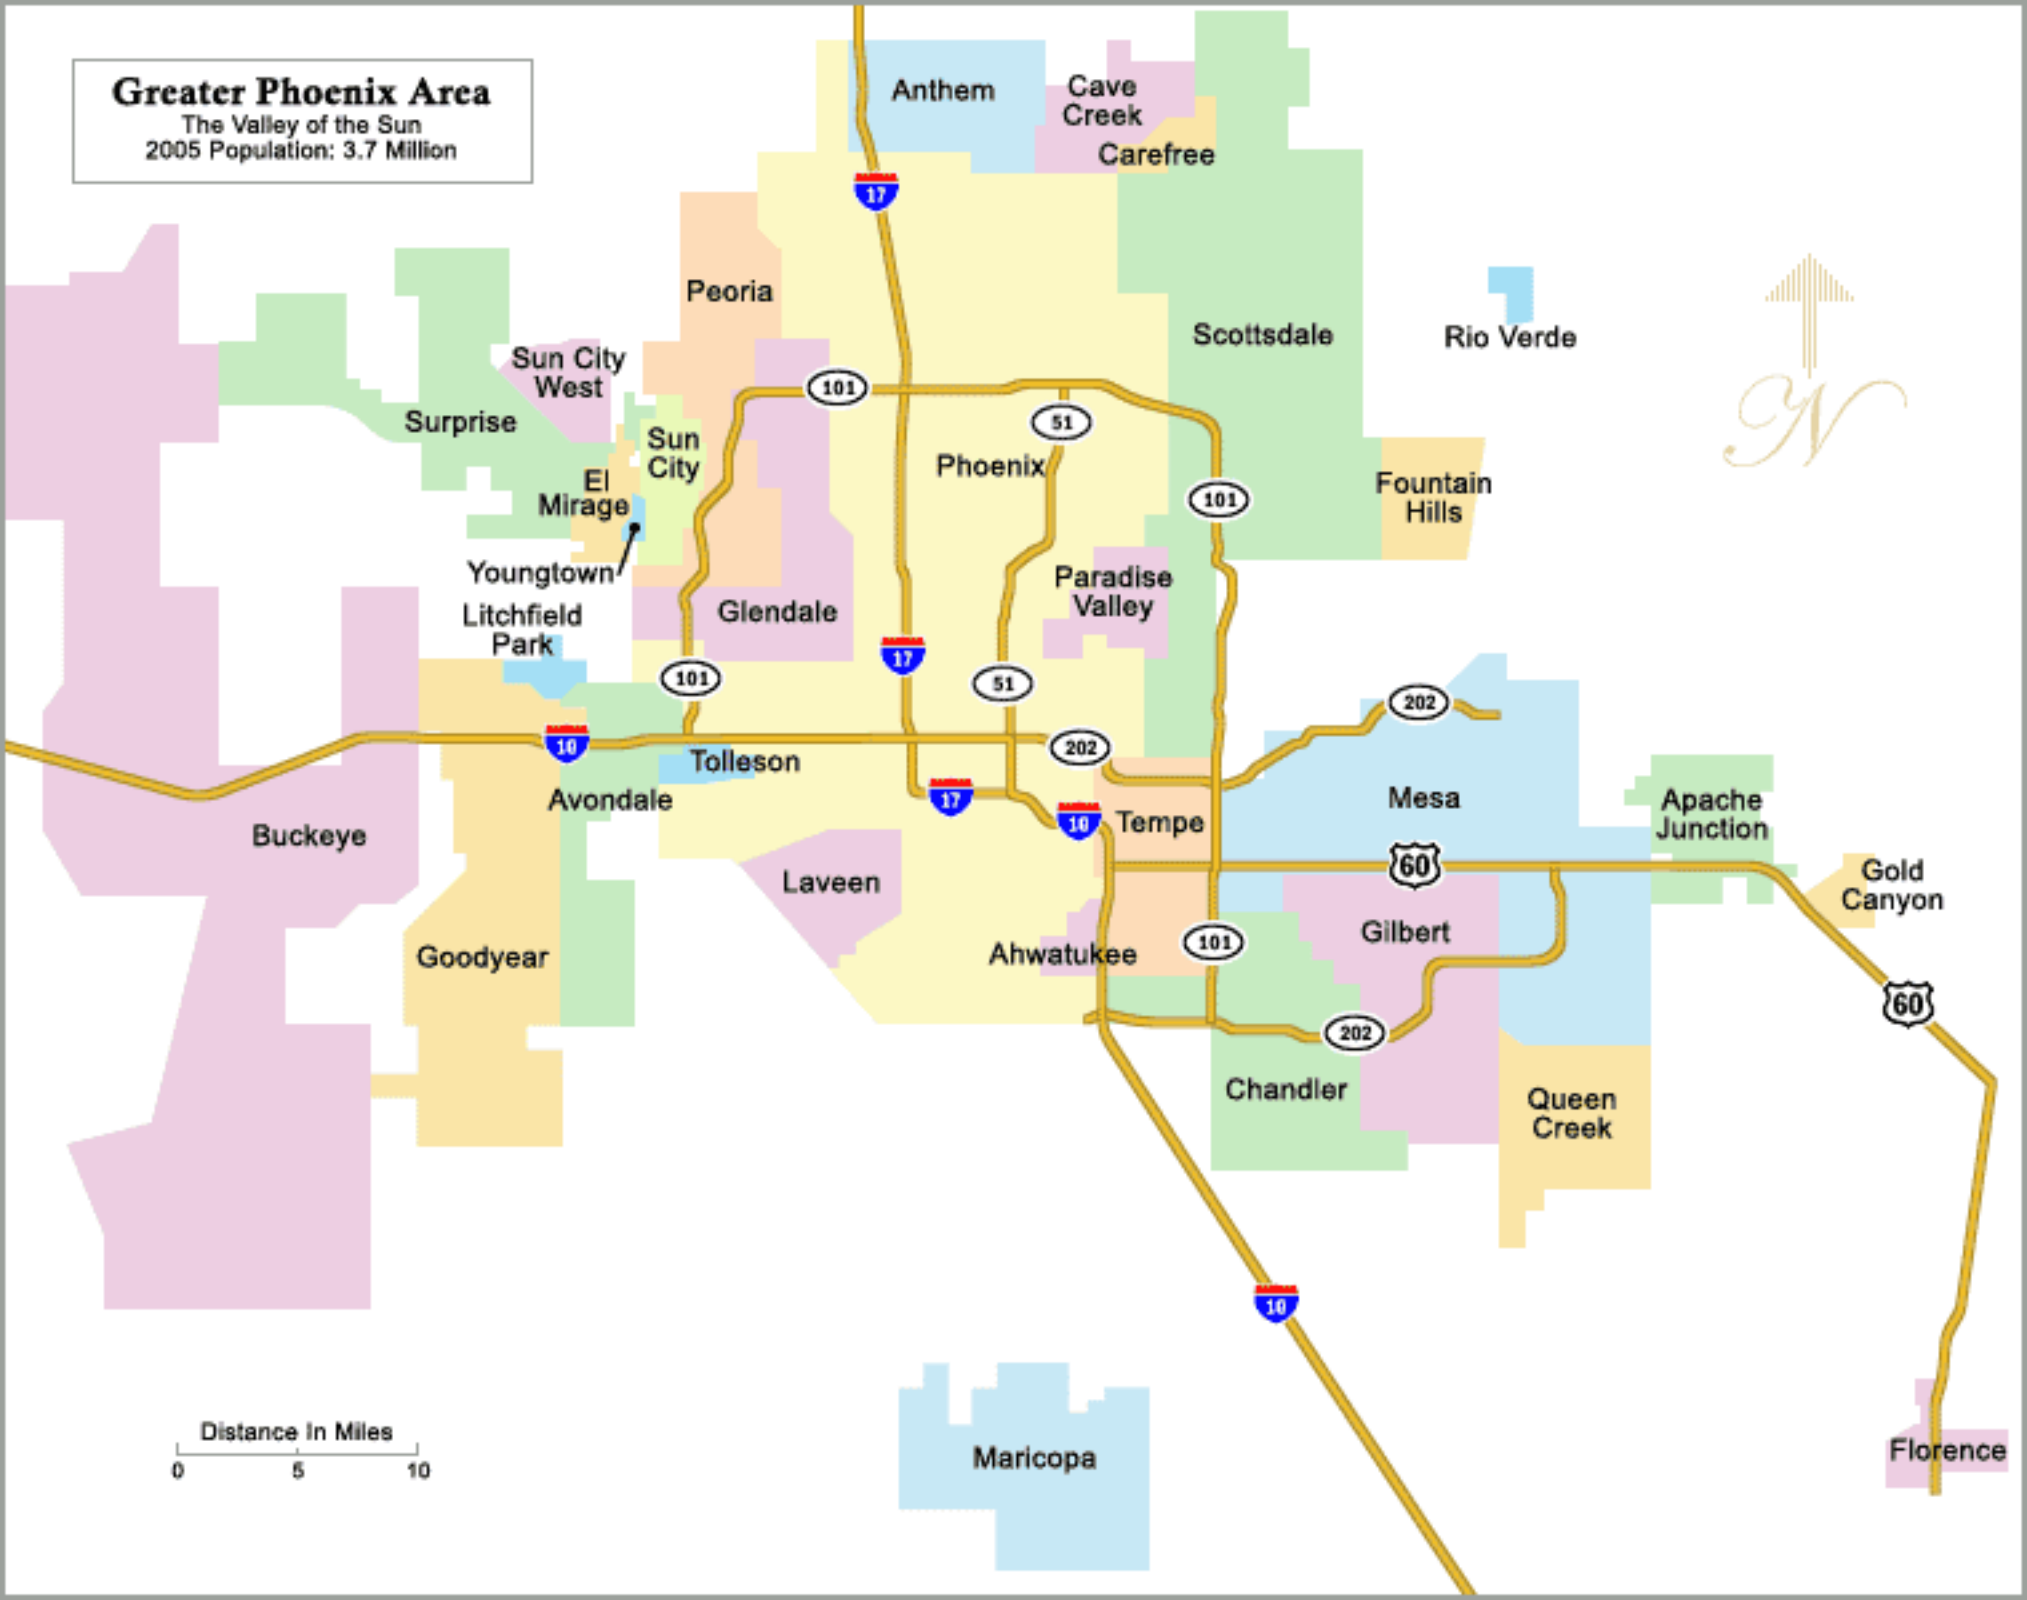 Greater Phoenix Area
The Valley of the Sun
2005 Population: 3.7 Million
Anthem
Cave
Creek
Carefree
17
Peoria
Scottsdale
Rio Verde
Sun City
West
101
51
Surprise
Sun
City
Phoenix
101
El
Mirage
Fountain
Hills
Youngtown
Paradise
Valley
Litchfield
Park
Glendale
17
101
51
202
10
202
Tolleson
17
10
Avondale
Mesa
Apache
Junction
Tempe
Buckeye
60
Gold
Canyon
Laveen
Gilbert
101
Ahwatukee
Goodyear
60
202
Chandler
Queen
Creek
10
Distance In Miles
0 5 10
Maricopa
Florence
N